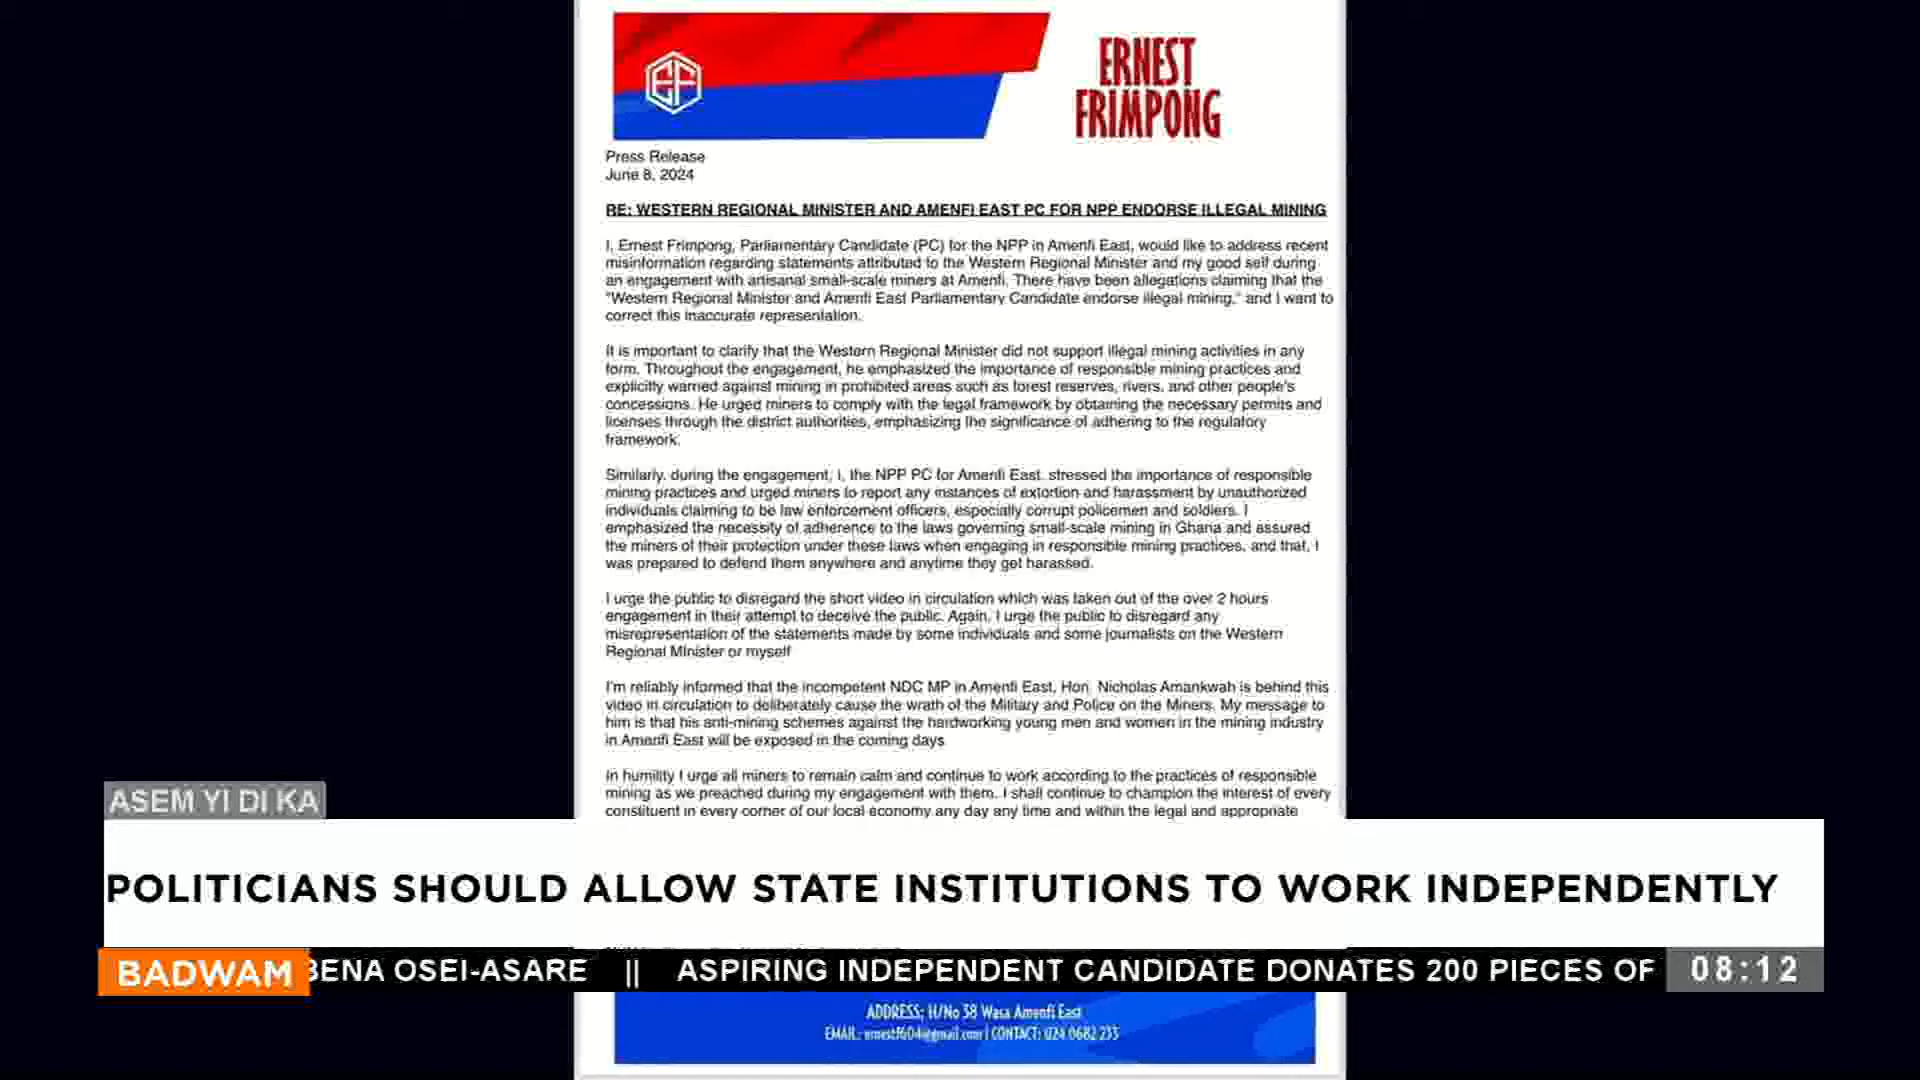 EF
ERNEST
FRIMPONG
Press Release
June 8, 2024
RE: WESTERN REGIONAL MINISTER AND AMENFI EAST PC FOR NPP ENDORSE ILLEGAL MINING
I, Ernest Frimpong, Parliamentary Candidate (PC) for the NPP in Amenfi East, would like to address recent
misinformation regarding statements attributed to the Western Regional Minister and my good self during
an engagement with artisanal small-scale miners at Amenfi. There have been allegations claiming that the
"Western Regional Minister and Amenfi East Parliamentary Candidate endorse illegal mining," and I want to
correct this inaccurate representation.
It is important to clarify that the Western Regional Minister did not support illegal mining activities in any
form. Throughout the engagement, he emphasized the importance of responsible mining practices and
explicitly warned against mining in prohibited areas such as forest reserves, rivers, and other people's
concessions. He urged miners to comply with the legal framework by obtaining the necessary permits and
licenses through the district authorities, emphasizing the significance of adhering to the regulatory
framework.
Similarly, during the engagement, I, the NPP PC for Amenfi East, stressed the importance of responsible
mining practices and urged miners to report any instances of extortion and harassment by unauthorized
individuals claiming to be law enforcement officers, especially corrupt policemen and soldiers. I
emphasized the necessity of adherence to the laws governing small-scale mining in Ghana and assured
the miners of their protection under these laws when engaging in responsible mining practices, and that, I
was prepared to defend them anywhere and anytime they get harassed.
I urge the public to disregard the short video in circulation which was taken out of the over 2 hours
engagement in their attempt to deceive the public. Again, I urge the public to disregard any
misrepresentation of the statements made by some individuals and some journalists on the Western
Regional Minister or myself
I'm reliably informed that the incompetent NDC MP in Amenfi East, Hon. Nicholas Amankwah is behind this
video in circulation to deliberately cause the wrath of the Military and Police on the Miners. My message to
him is that his anti-mining schemes against the hardworking young men and women in the mining industry
in Amenfi East will be exposed in the coming days
In humility I urge all miners to remain calm and continue to work according to the practices of responsible
mining as we preached during my engagement with them. I shall continue to champion the interest of every
constituent in every corner of our local economy any day any time and within the legal and appropriate
ASEM YI DI KA
POLITICIANS SHOULD ALLOW STATE INSTITUTIONS TO WORK INDEPENDENTLY
BADWAM
BENA OSEI-ASARE || ASPIRING INDEPENDENT CANDIDATE DONATES 200 PIECES OF
08:12
ADDRESS: H/No 38 Wasa Amenfi East
EMAIL: ernestf604@gmail.com | CONTACT: 024 0682 233